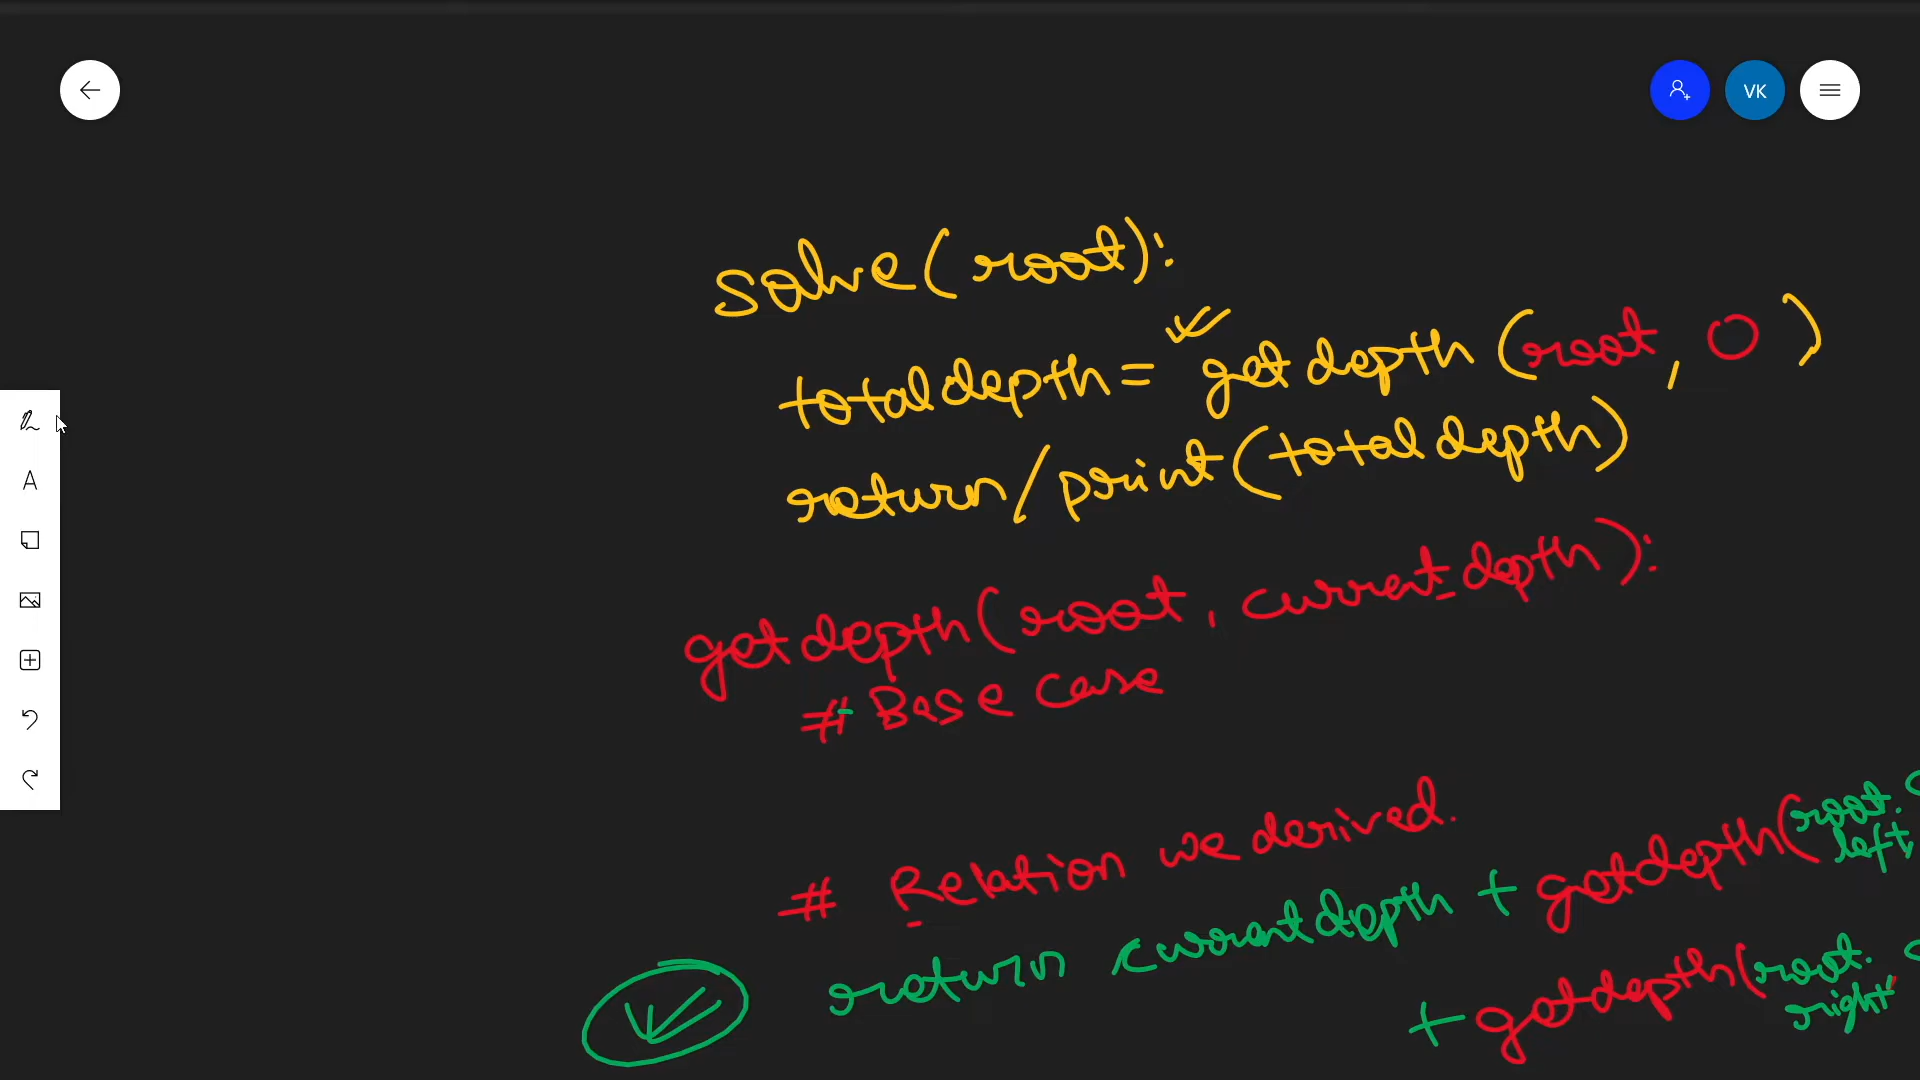 VK
solve(root):
totaldepth = getdepth(root, 0)
return/print(totaldepth)
getdepth(root, currentdepth):
# Base case
# Relation we derived.
return currentdepth + getdepth(root.left,
+ getdepth(root.right